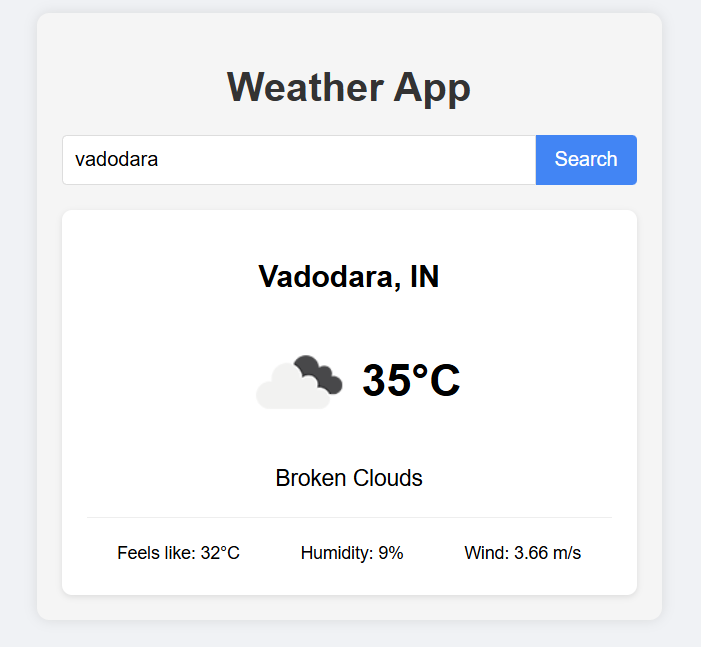 Weather App
vadodara Search
Vadodara, IN
35°C
Broken Clouds
Feels like: 32°C Humidity: 9% Wind: 3.66 m/s